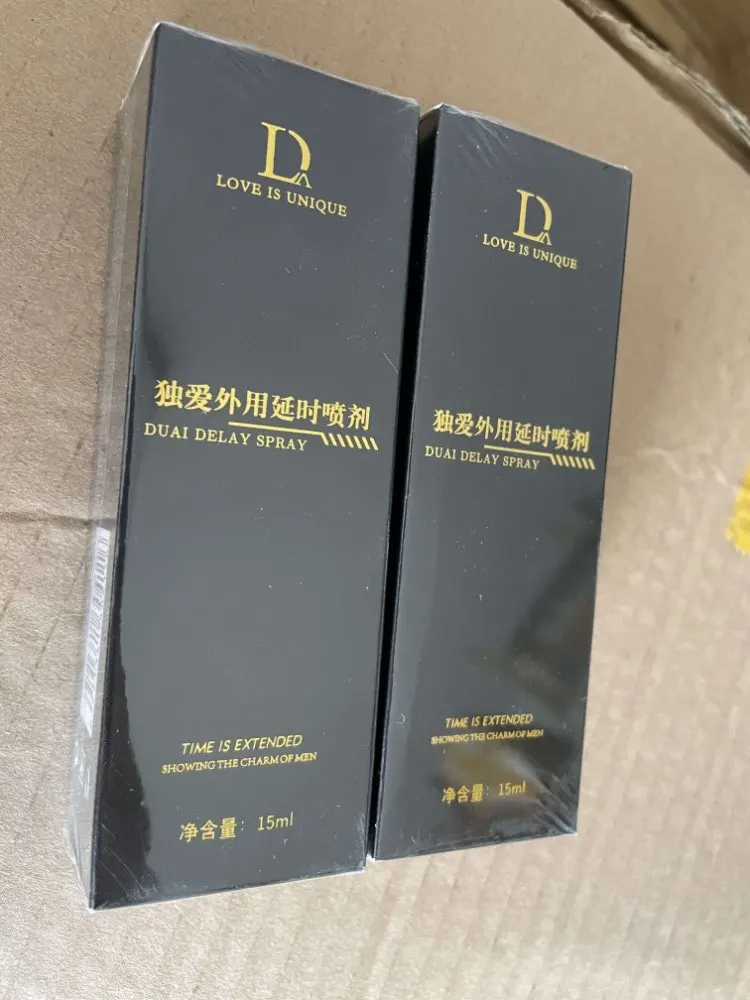 DA
LOVE IS UNIQUE
独爱外用延时喷剂
DUAI DELAY SPRAY
TIME IS EXTENDED
SHOWING THE CHARM OF MEN
净含量：15ml
DA
LOVE IS UNIQUE
独爱外用延时喷剂
DUAI DELAY SPRAY
TIME IS EXTENDED
SHOWING THE CHARM OF MEN
净含量：15ml